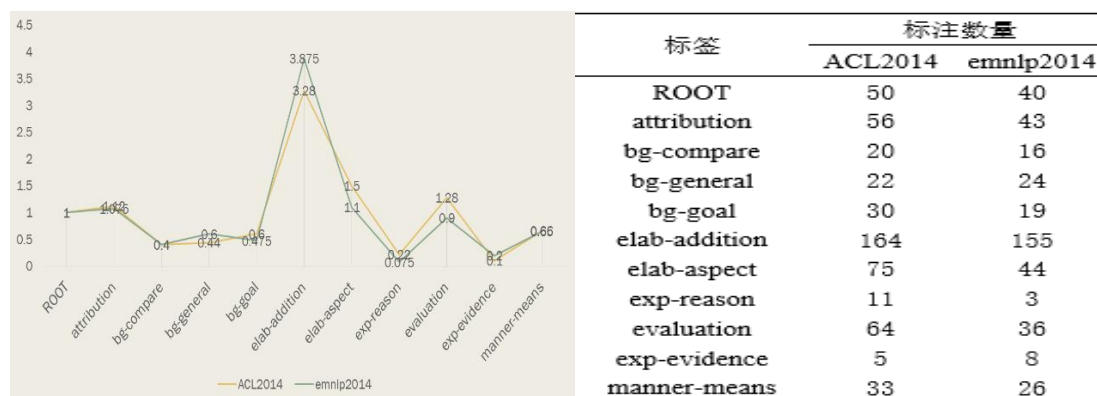 4.5
4
3.5
3
2.5
2
1.5
1
0.5
0
1
1.12
1.075
0.4
0.6
0.44
0.6
0.475
3.875
3.28
1.5
1.1
0.22
0.075
1.28
0.9
0.2
0.1
0.66
ROOT
attribution
bg-compare
bg-general
bg-goal
elab-addition
elab-aspect
exp-reason
evaluation
exp-evidence
manner-means
ACL2014 emnlp2014
标签 标注数量
ACL2014 emnlp2014
ROOT 50 40
attribution 56 43
bg-compare 20 16
bg-general 22 24
bg-goal 30 19
elab-addition 164 155
elab-aspect 75 44
exp-reason 11 3
evaluation 64 36
exp-evidence 5 8
manner-means 33 26